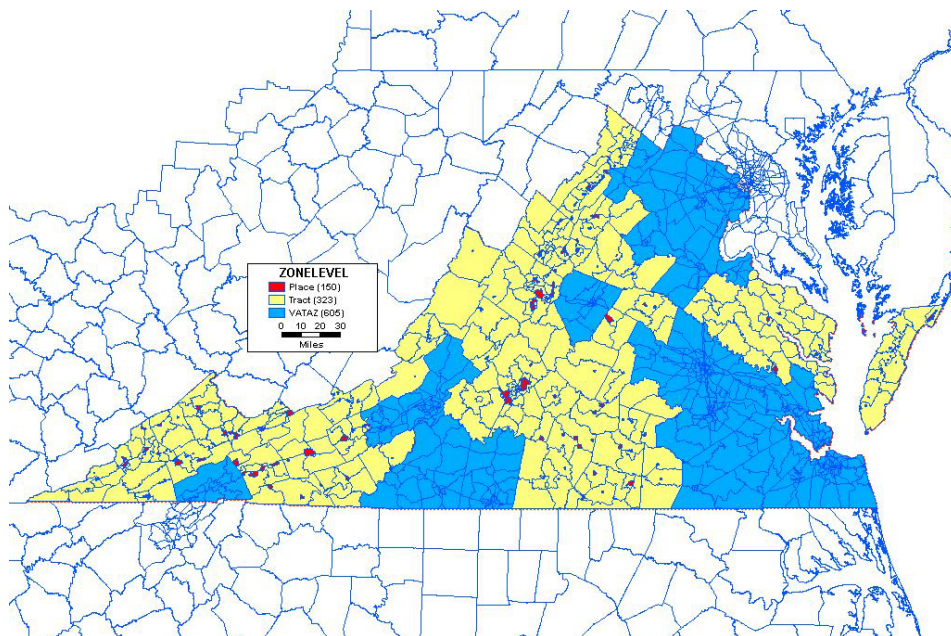 ZONELEVEL
Place (150)
Tract (323)
VATAZ (605)
0 10 20 30
Miles